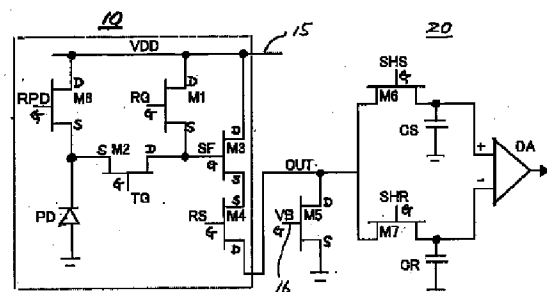 10
20
15
VDD
D
D
SHS
G
RPD
M8
RG
M1
M6
G
G
S
S
D
CS
S
M2
D
SF
M3
G
OUT
+
OA
S
SHR
-
G
TG
S
D
G
PD
RS
M4
VB
M5
M7
G
G
D
S
16
CR